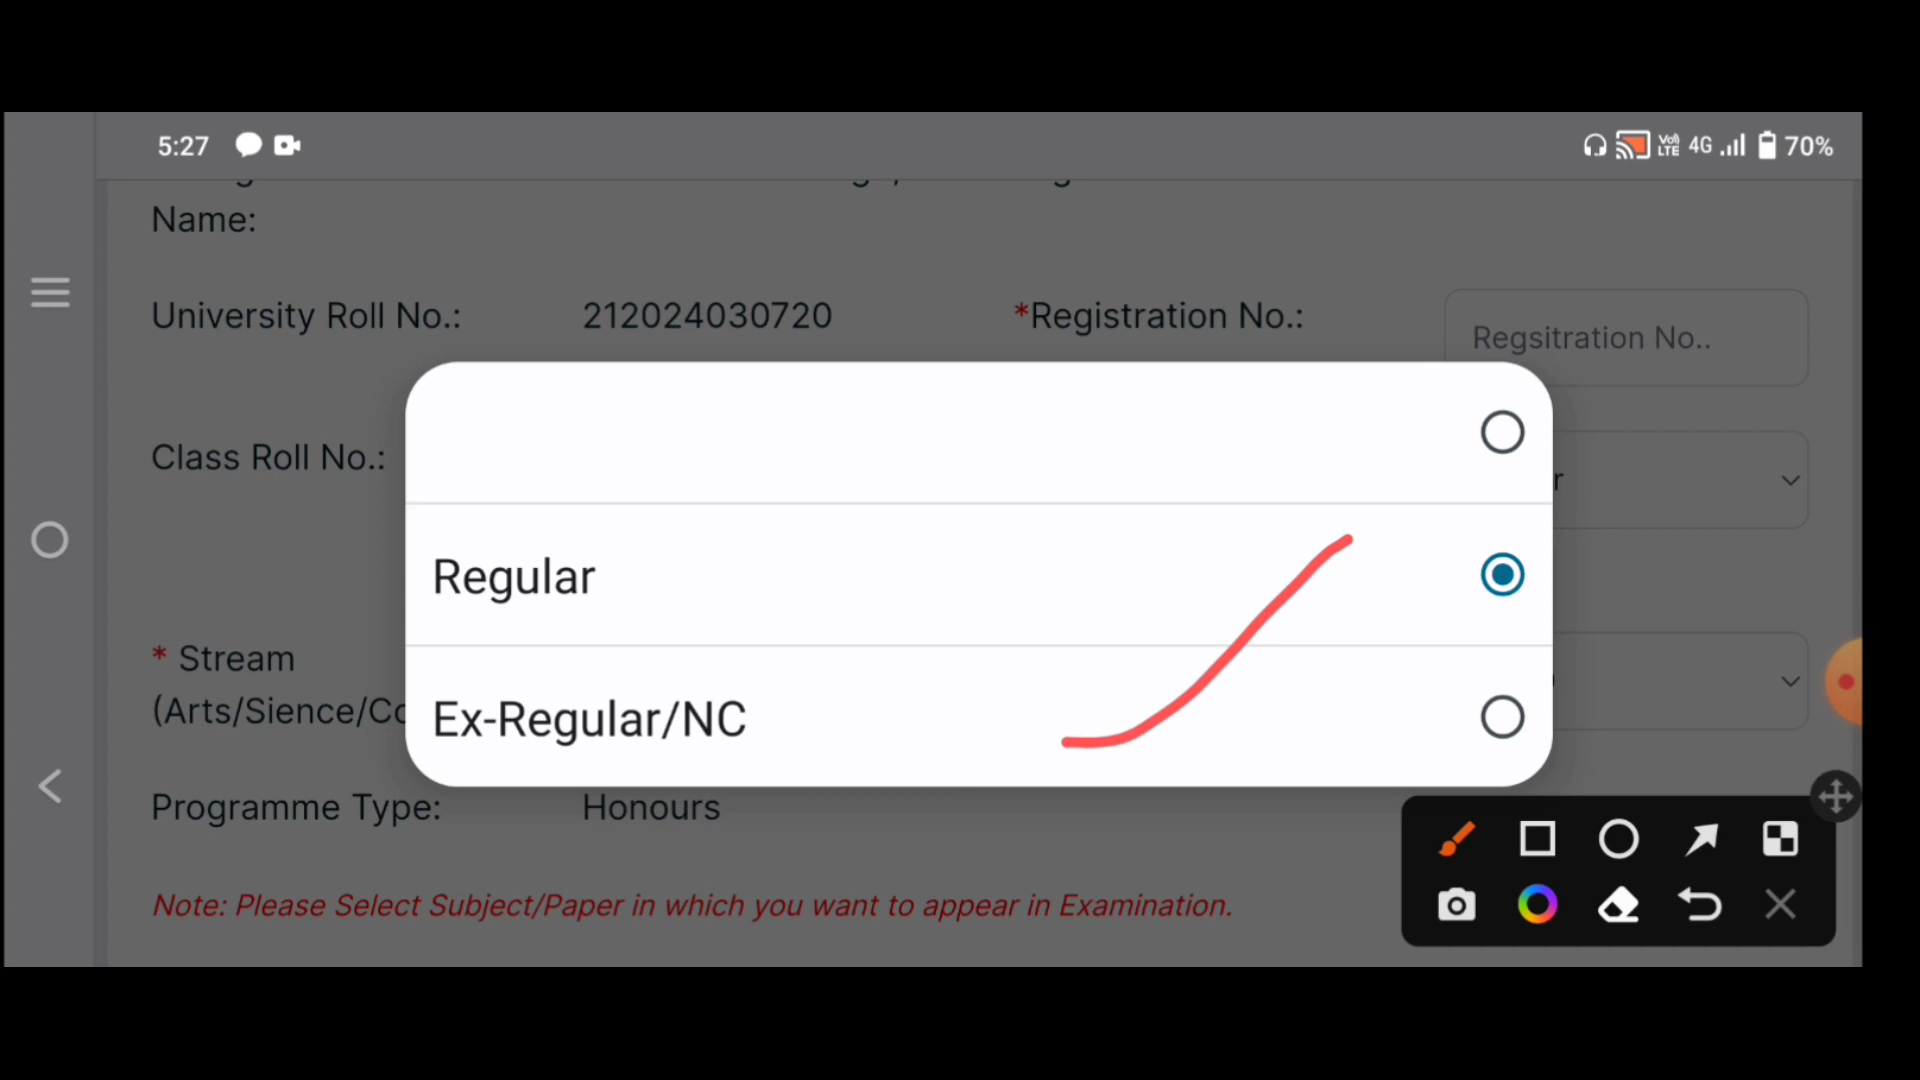 5:27 Vo) LTE 4G 70%
Name:
University Roll No.: 212024030720 *Registration No.: Regsitration No..
Class Roll No.: r
Regular
* Stream
(Arts/Sience/Co
Ex-Regular/NC
Programme Type: Honours
Note: Please Select Subject/Paper in which you want to appear in Examination.